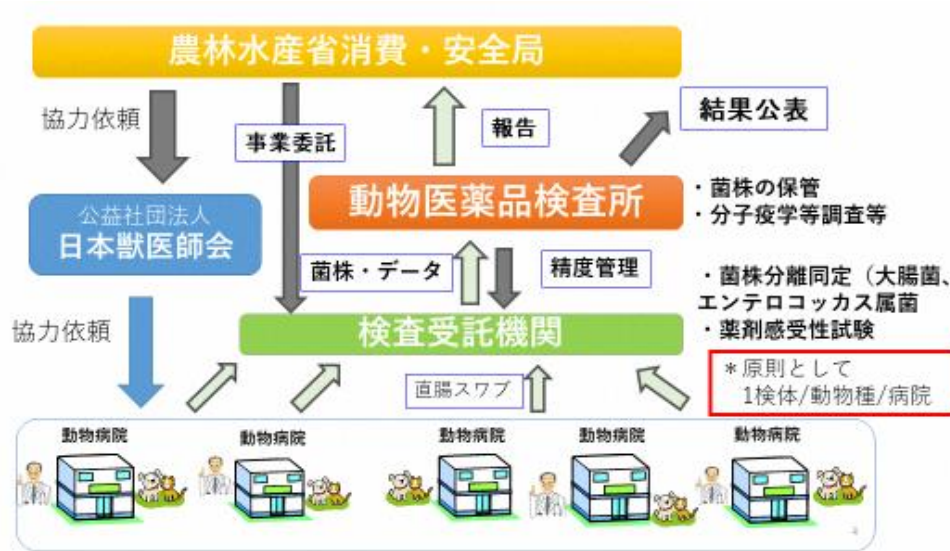 農林水産省消費・安全局
協力依頼
事業委託
報告
結果公表
公益社団法人
日本獣医師会
動物医薬品検査所
・菌株の保管
・分子疫学等調査等
菌株・データ
精度管理
・菌株分離同定（大腸菌、
エンテロコッカス属菌
・薬剤感受性試験
協力依頼
検査受託機関
直腸スワブ
＊原則として
1検体/動物種/病院
動物病院
動物病院
動物病院
動物病院
動物病院